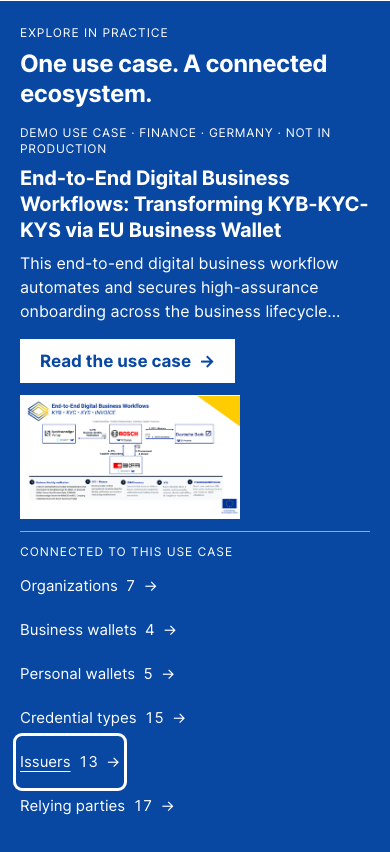 EXPLORE IN PRACTICE
One use case. A connected
ecosystem.
DEMO USE CASE · FINANCE · GERMANY · NOT IN
PRODUCTION
End-to-End Digital Business
Workflows: Transforming KYB-KYC-
KYS via EU Business Wallet
This end-to-end digital business workflow
automates and secures high-assurance
onboarding across the business lifecycle...
Read the use case →
End-to-End Digital Business Workflows
KYB • KYC • KYS • INVOICE
BOSCH
CONNECTED TO THIS USE CASE
Organizations 7 →
Business wallets 4 →
Personal wallets 5 →
Credential types 15 →
Issuers 13 →
Relying parties 17 →